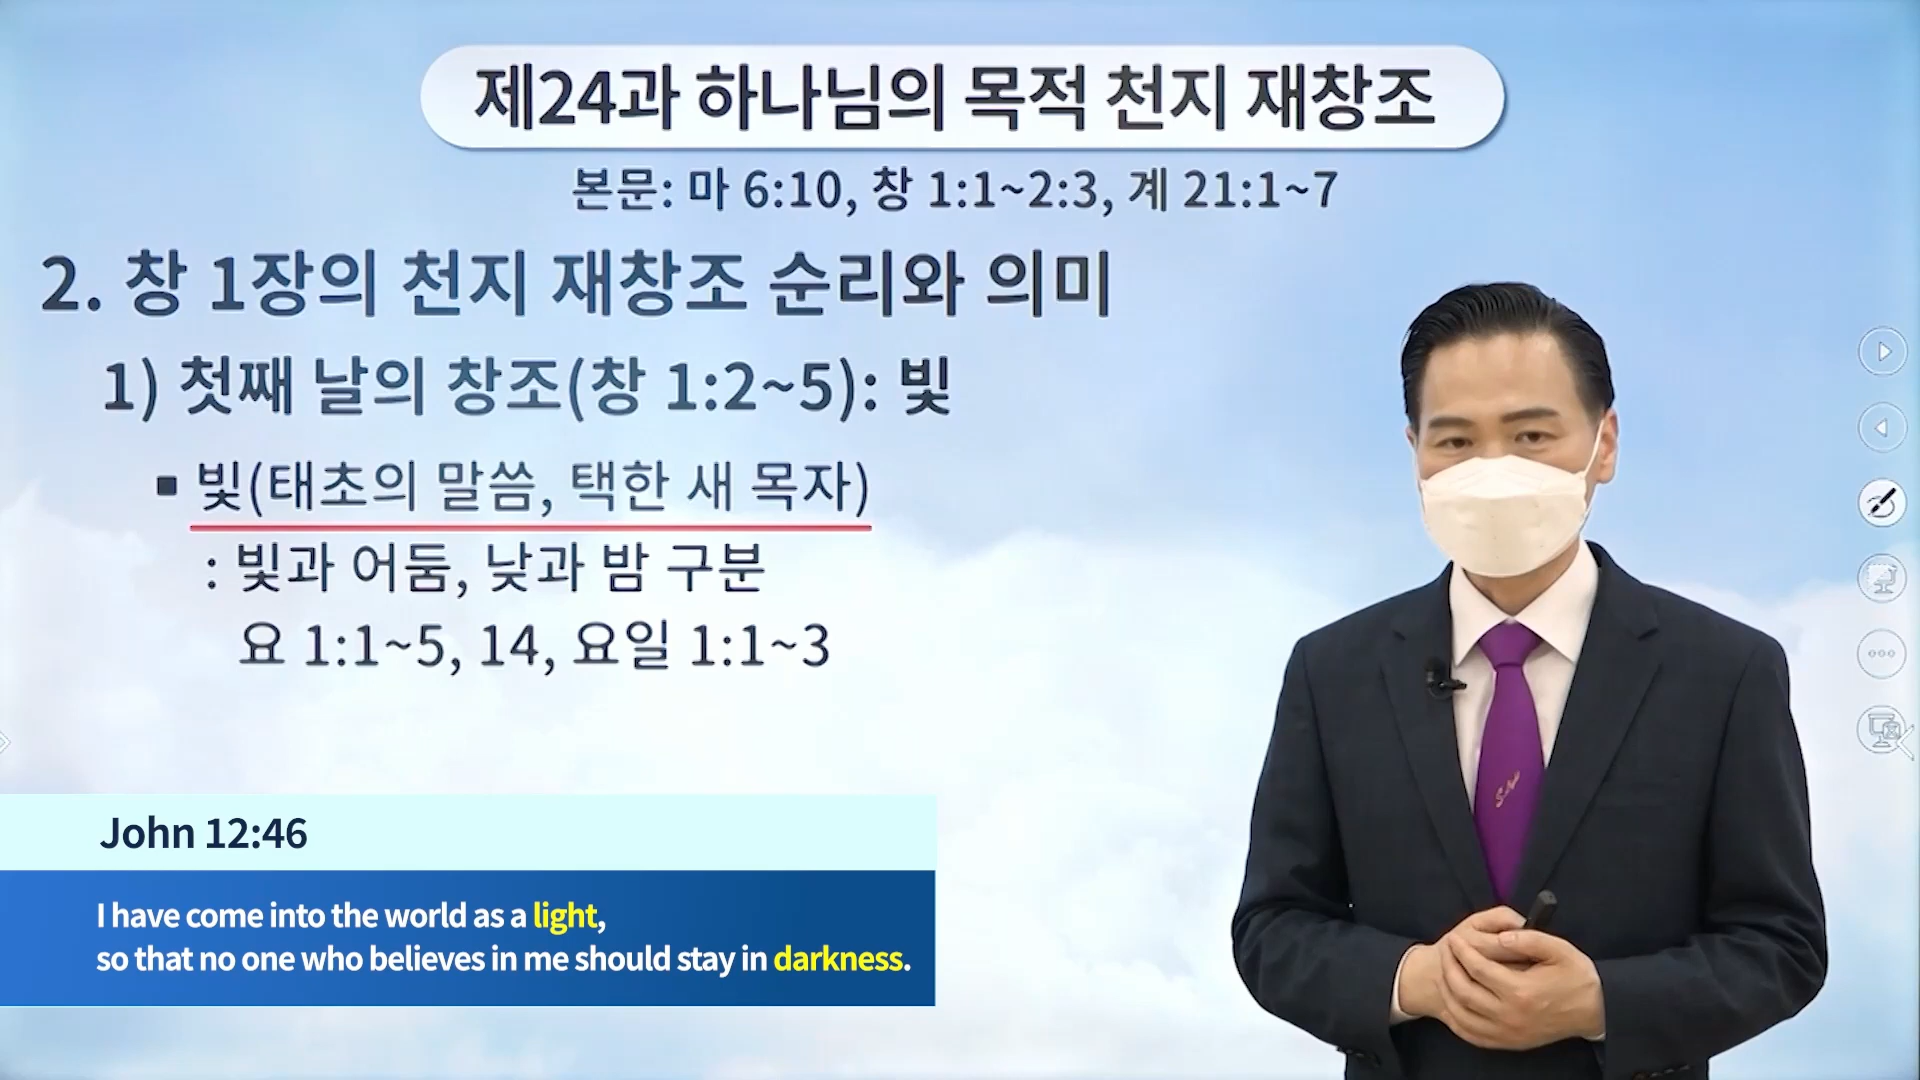 제24과 하나님의 목적 천지 재창조
본문: 마 6:10, 창 1:1~2:3, 계 21:1~7
2. 창 1장의 천지 재창조 순리와 의미
1) 첫째 날의 창조(창 1:2~5): 빛
▪ 빛(태초의 말씀, 택한 새 목자)
: 빛과 어둠, 낮과 밤 구분
요 1:1~5, 14, 요일 1:1~3
John 12:46
I have come into the world as a light,
so that no one who believes in me should stay in darkness.